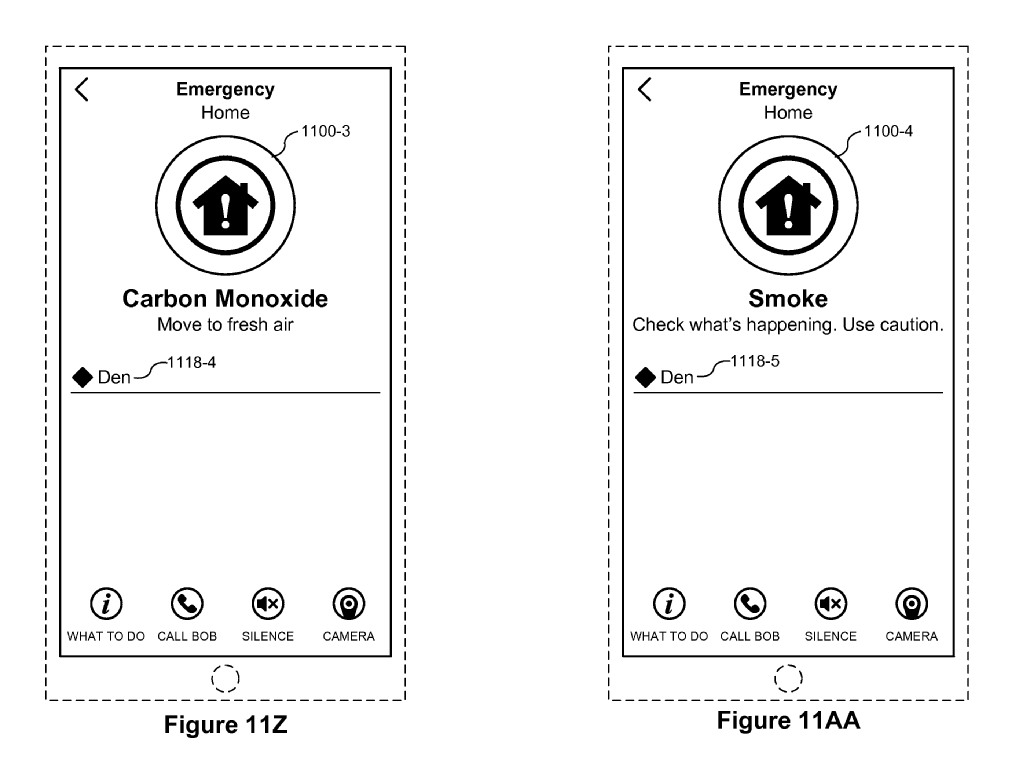 Emergency
Home
1100-3
Carbon Monoxide
Move to fresh air
Den
1118-4
WHAT TO DO
CALL BOB
SILENCE
CAMERA
Figure 11Z
Emergency
Home
1100-4
Smoke
Check what's happening. Use caution.
Den
1118-5
WHAT TO DO
CALL BOB
SILENCE
CAMERA
Figure 11AA